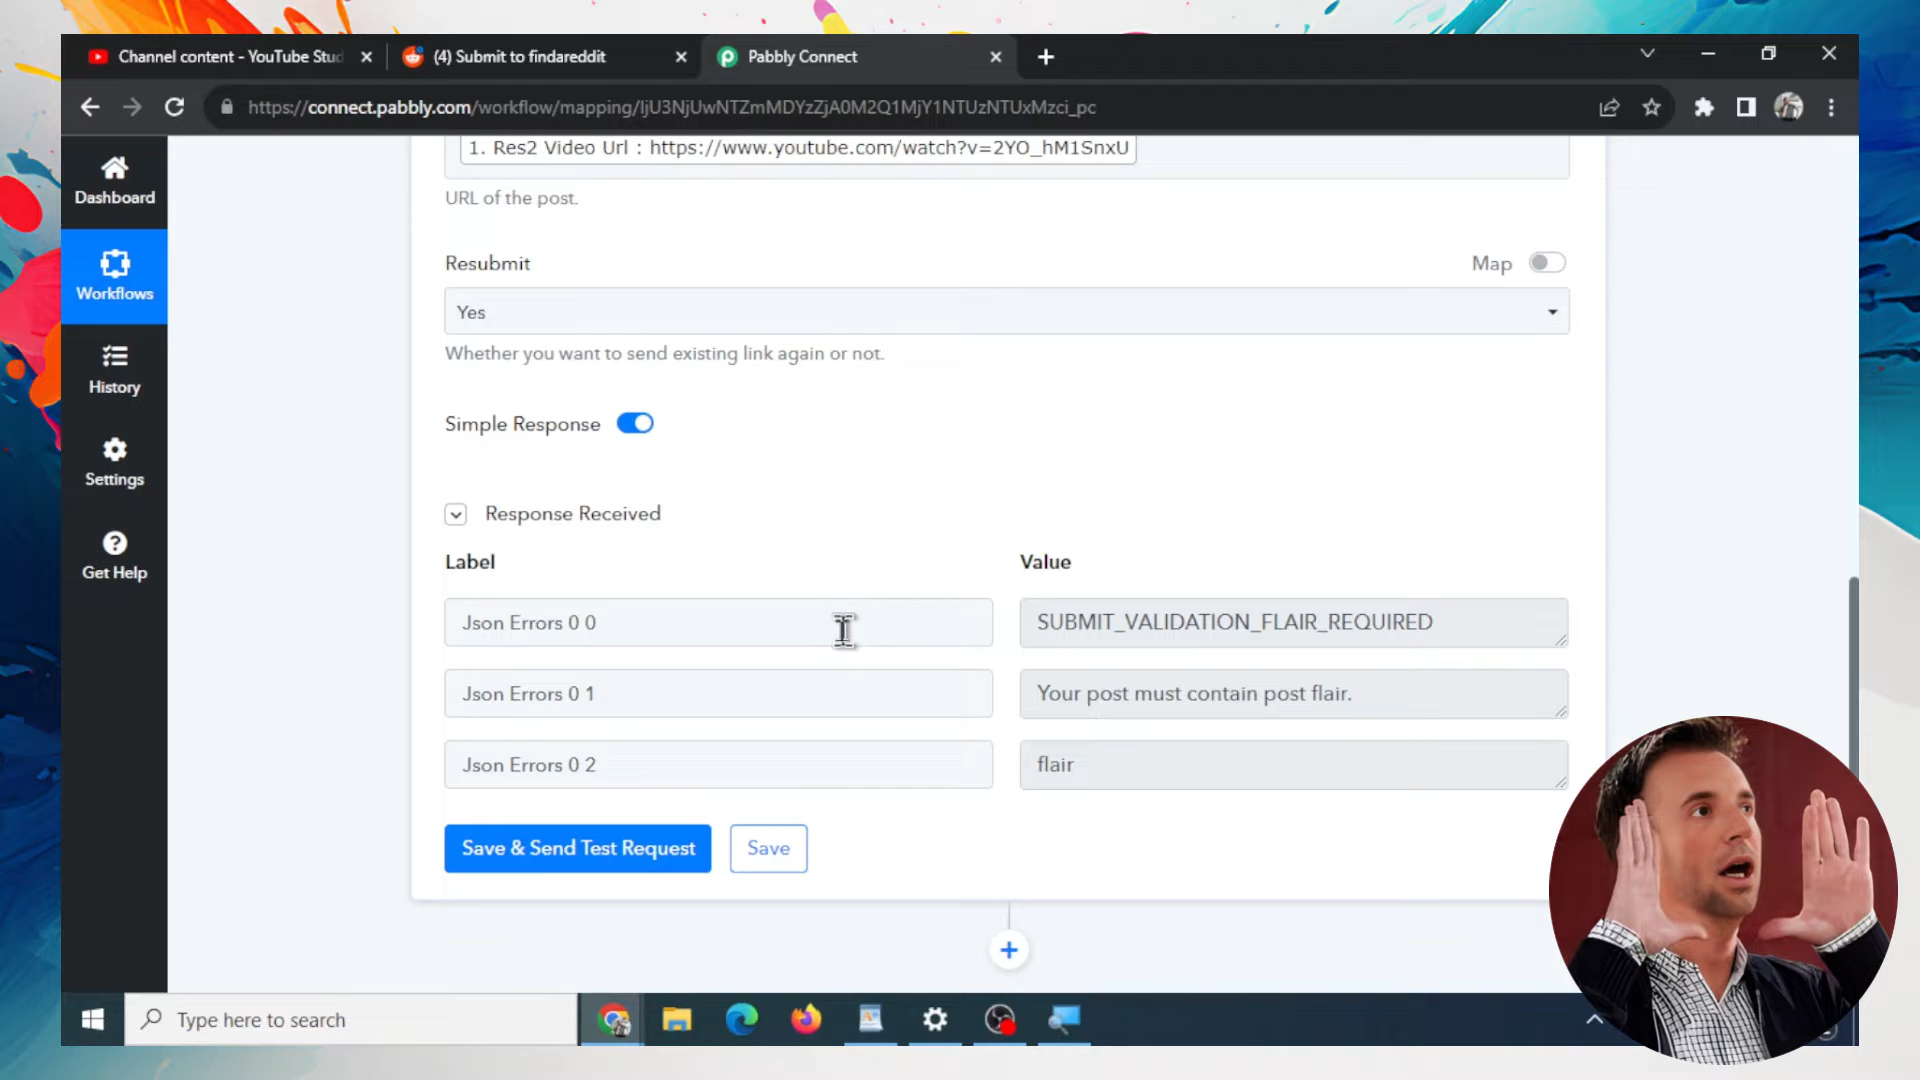 Channel content - YouTube Stud
(4) Submit to findareddit
Pabbly Connect
https://connect.pabbly.com/workflow/mapping/IjU3NjUwNTZmMDYzZjA0M2Q1MjY1NTUzNTUxMzci_pc
Dashboard
Workflows
History
Settings
Get Help
1. Res2 Video Url : https://www.youtube.com/watch?v=2YO_hM1SnxU
URL of the post.
Resubmit
Map
Yes
Whether you want to send existing link again or not.
Simple Response
Response Received
Label
Value
Json Errors 0 0
SUBMIT_VALIDATION_FLAIR_REQUIRED
Json Errors 0 1
Your post must contain post flair.
Json Errors 0 2
flair
Save & Send Test Request
Save
Type here to search